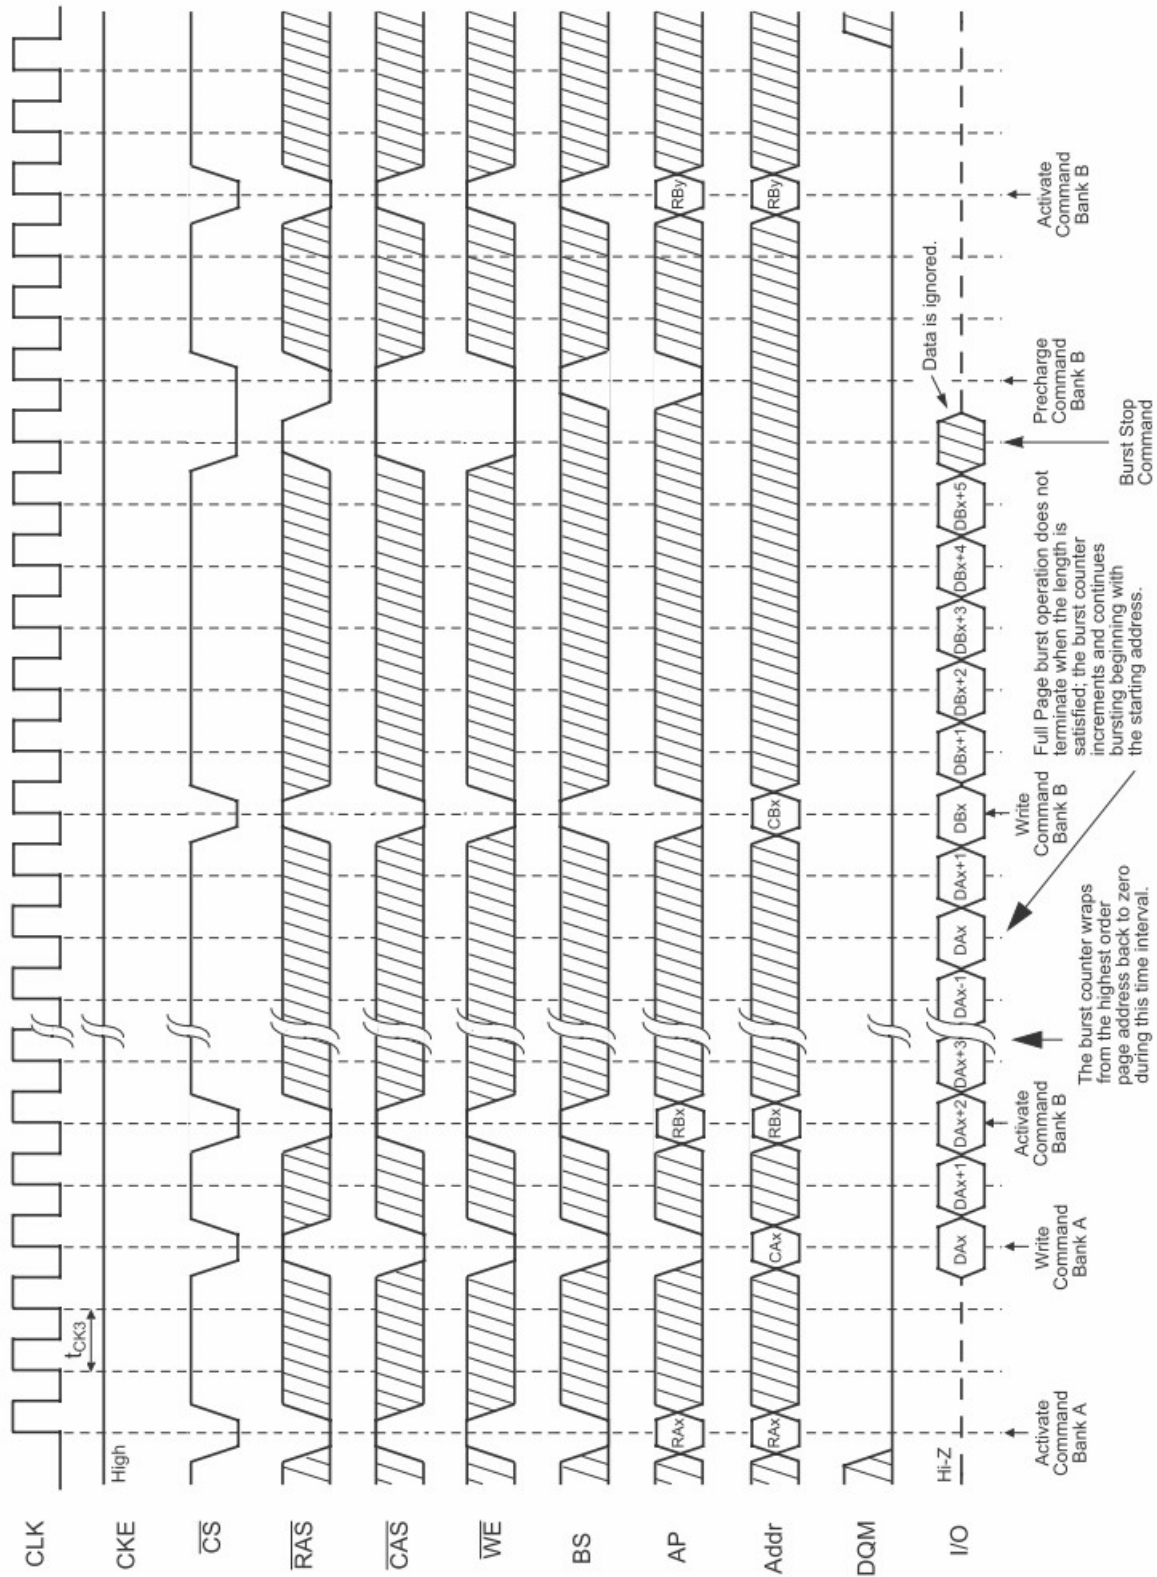 CLK
t_CK3
CKE
High
CS
RAS
CAS
WE
BS
AP
RAx
RBx
RBy
Addr
RAx
CAx
RBx
CBx
RBy
DQM
I/O
Hi-Z
DAx
DAx+1
DAx+2
DAx+3
DAx-1
DAx
DAx+1
DBx
DBx+1
DBx+2
DBx+3
DBx+4
DBx+5
Data is ignored.
Activate
Command
Bank A
Write
Command
Bank A
Activate
Command
Bank B
The burst counter wraps
from the highest order
page address back to zero
during this time interval.
Write
Command
Bank B
Full Page burst operation does not
terminate when the length is
satisfied; the burst counter
increments and continues
bursting beginning with
the starting address.
Burst Stop
Command
Precharge
Command
Bank B
Activate
Command
Bank B